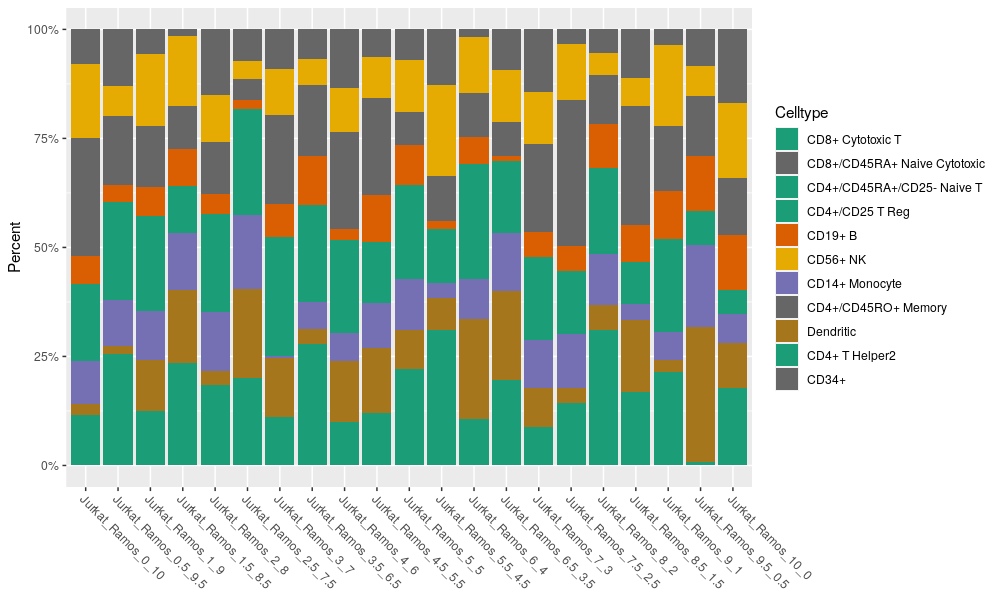 100%
75%
50%
25%
0%
Percent
Jurkat_Ramos_0_10
Jurkat_Ramos_0.5_9.5
Jurkat_Ramos_1_9
Jurkat_Ramos_1.5_8.5
Jurkat_Ramos_2_8
Jurkat_Ramos_2.5_7.5
Jurkat_Ramos_3_7
Jurkat_Ramos_3.5_6.5
Jurkat_Ramos_4_6
Jurkat_Ramos_4.5_5.5
Jurkat_Ramos_5_5
Jurkat_Ramos_5.5_4.5
Jurkat_Ramos_6_4
Jurkat_Ramos_6.5_3.5
Jurkat_Ramos_7_3
Jurkat_Ramos_7.5_2.5
Jurkat_Ramos_8_2
Jurkat_Ramos_8.5_1.5
Jurkat_Ramos_9_1
Jurkat_Ramos_9.5_0.5
Jurkat_Ramos_10_0
Celltype
CD8+ Cytotoxic T
CD8+/CD45RA+ Naive Cytotoxic
CD4+/CD45RA+/CD25- Naive T
CD4+/CD25 T Reg
CD19+ B
CD56+ NK
CD14+ Monocyte
CD4+/CD45RO+ Memory
Dendritic
CD4+ T Helper2
CD34+